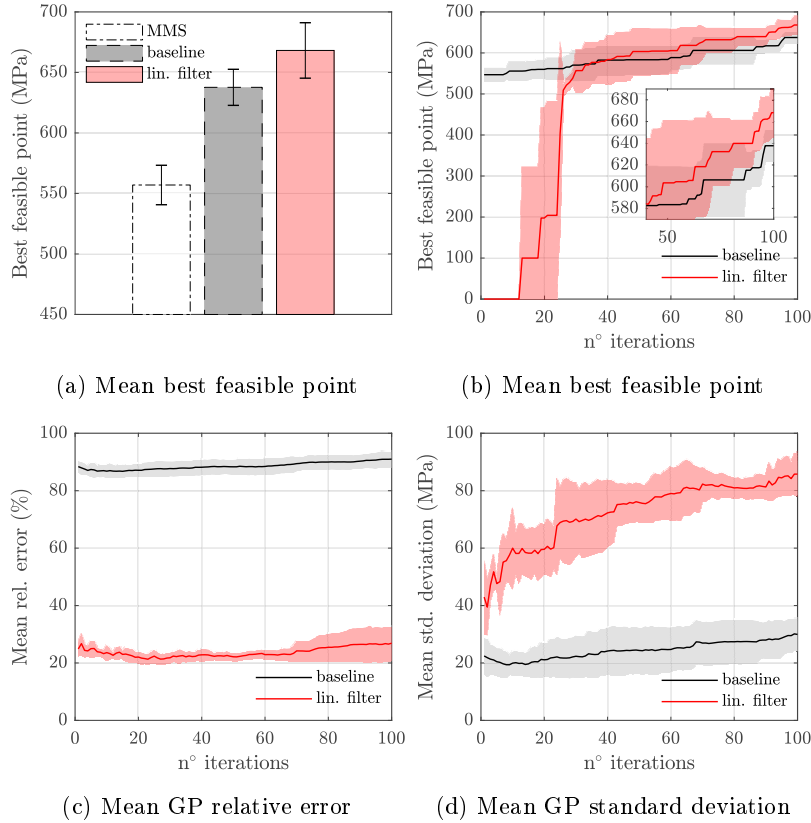 Best feasible point (MPa)
700
650
600
550
500
450
MMS
baseline
lin. filter
(a) Mean best feasible point
Best feasible point (MPa)
700
600
500
400
300
200
100
0
680
660
640
620
600
580
50
100
baseline
lin. filter
0
20
40
60
80
100
n° iterations
(b) Mean best feasible point
Mean rel. error (%)
100
80
60
40
20
0
baseline
lin. filter
0
20
40
60
80
100
n° iterations
(c) Mean GP relative error
Mean std. deviation (MPa)
100
80
60
40
20
0
baseline
lin. filter
0
20
40
60
80
100
n° iterations
(d) Mean GP standard deviation